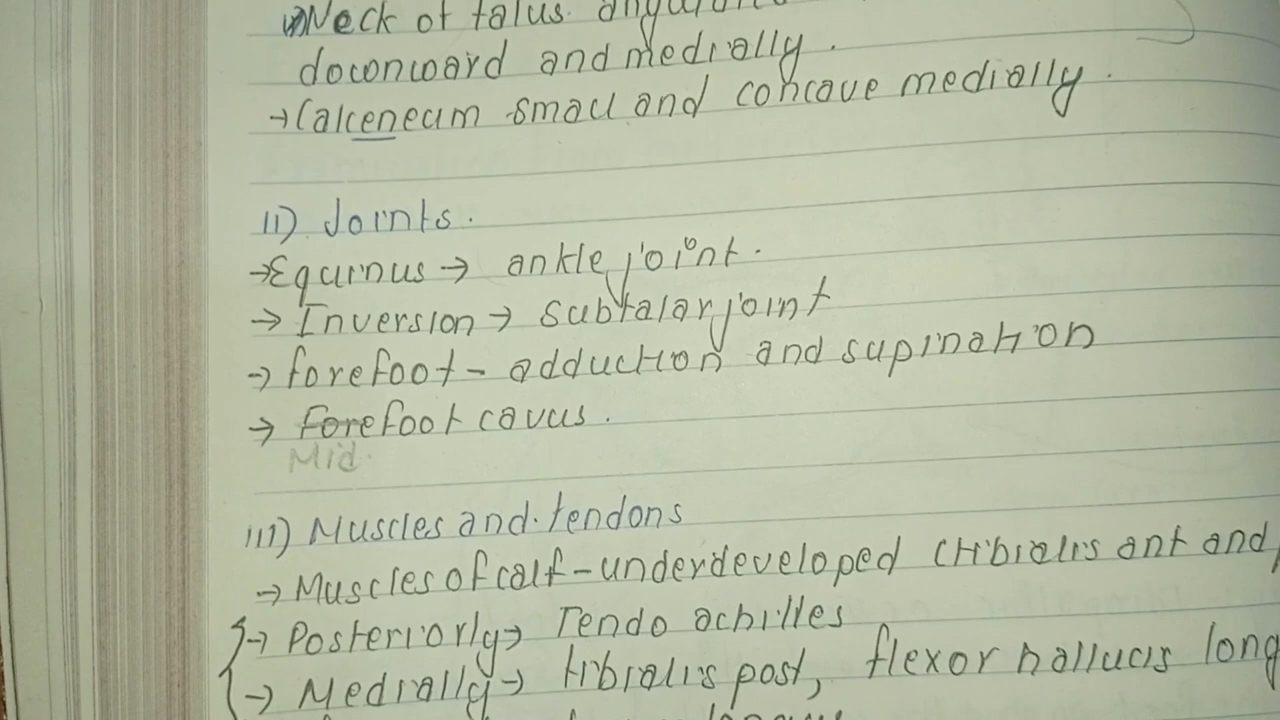 Neck of talus
downward and medially.
→ Calceneum small and concave medially.
II) Joints.
→ Equinus → ankle joint.
→ Inversion → subtalar joint
→ forefoot - adduction and supination
→ Forefoot cavus.
Mid.
III) Muscles and tendons
→ Muscles of calf - underdeveloped (tibialis ant and
→ Posteriorly → Tendo achilles
→ Medially → tibialis post, flexor hallucis long